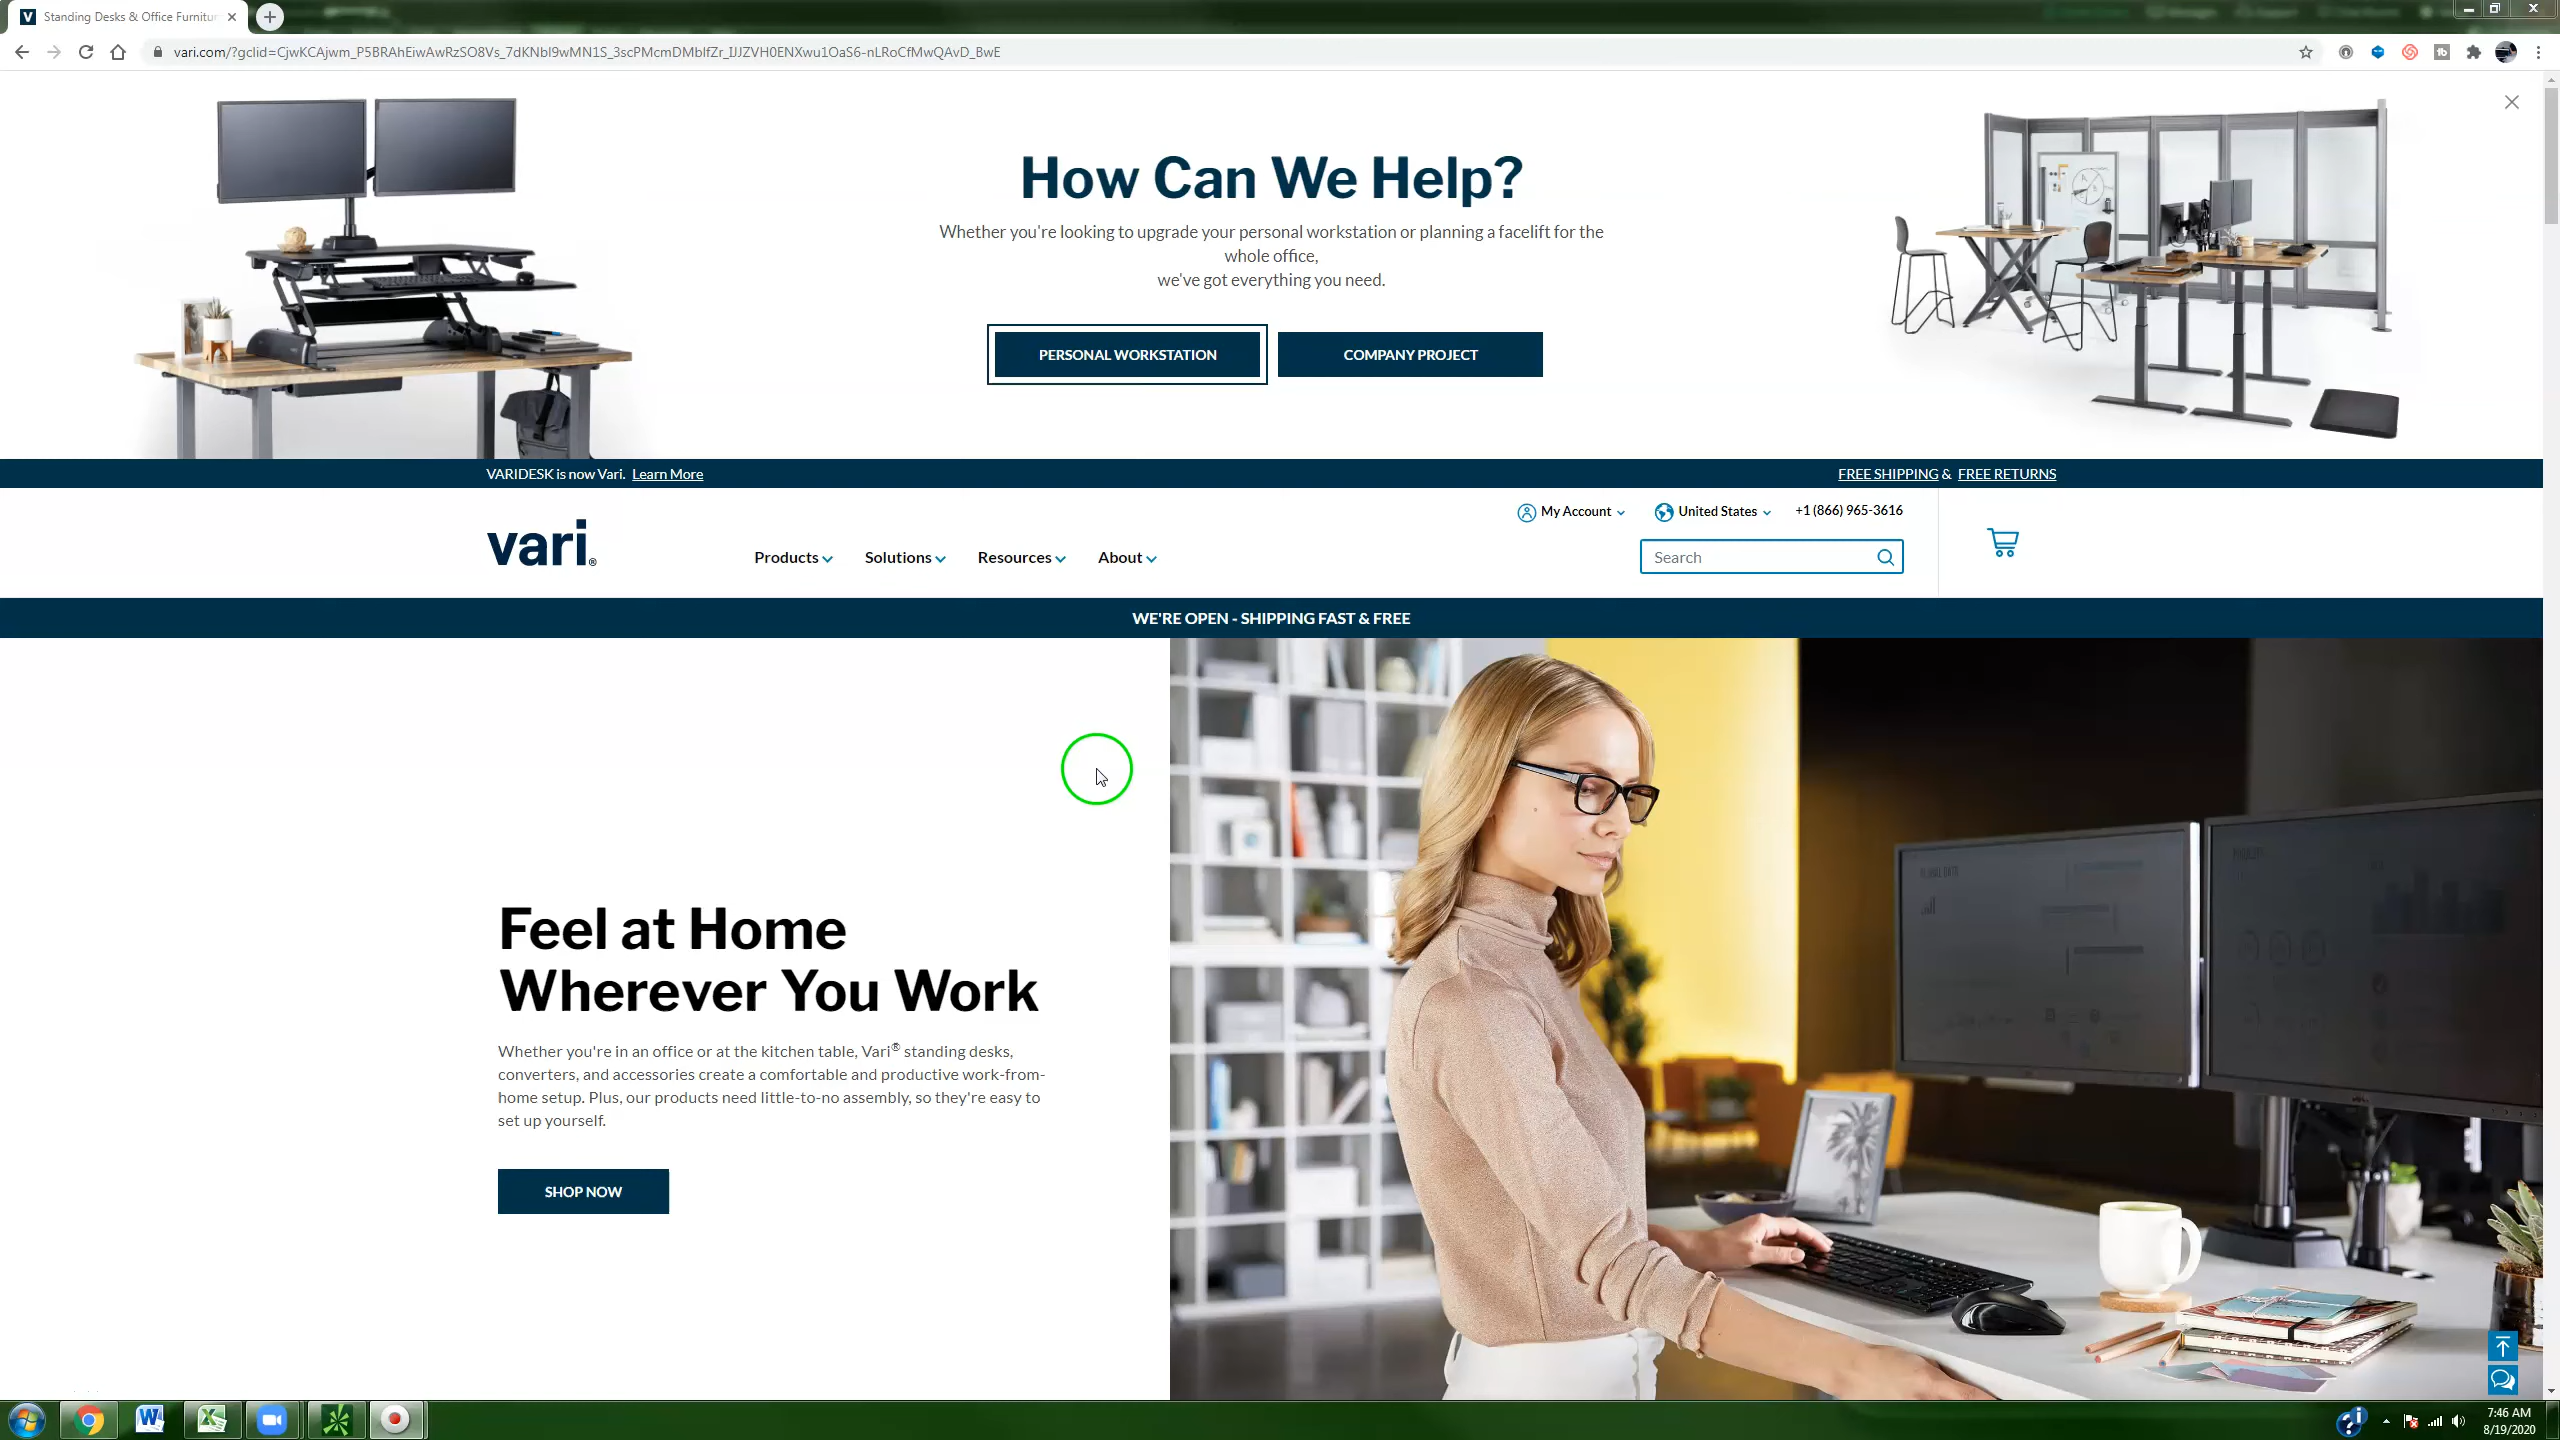 Standing Desks & Office Furnitur
vari.com/?gclid=CjwKCAjwm_P5BRAhEiwAwRzSO8Vs_7dKNbI9wMN1S_3scPMcmDMbIfZr_IJJZVH0ENXwu1OaS6-nLRoCfMwQAvD_BwE
How Can We Help?
Whether you're looking to upgrade your personal workstation or planning a facelift for the
whole office,
we've got everything you need.
PERSONAL WORKSTATION
COMPANY PROJECT
VARIDESK is now Vari. Learn More
FREE SHIPPING & FREE RETURNS
My Account
United States
+1 (866) 965-3616
vari®
Products
Solutions
Resources
About
Search
WE'RE OPEN - SHIPPING FAST & FREE
Feel at Home
Wherever You Work
Whether you're in an office or at the kitchen table, Vari® standing desks,
converters, and accessories create a comfortable and productive work-from-
home setup. Plus, our products need little-to-no assembly, so they're easy to
set up yourself.
SHOP NOW
7:46 AM
8/19/2020